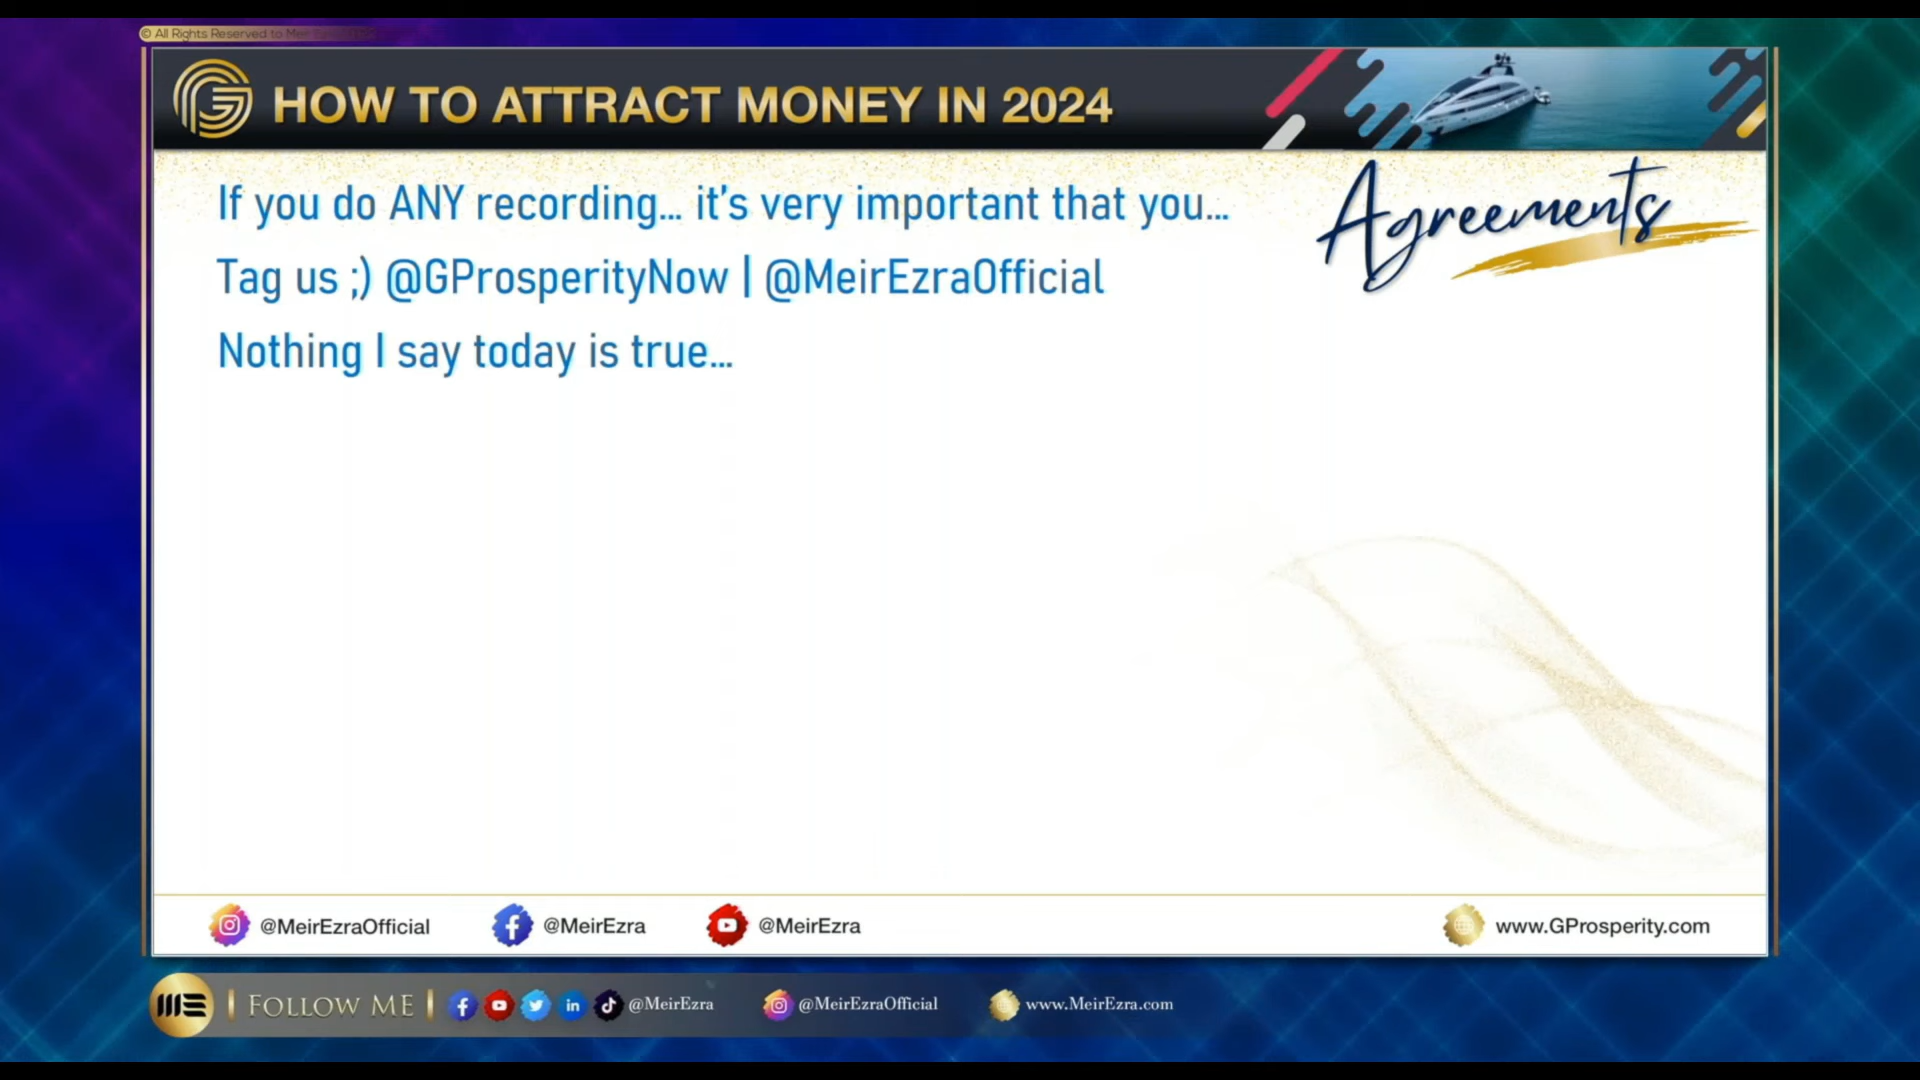 © All Rights Reserved to Meir
HOW TO ATTRACT MONEY IN 2024
Agreements
If you do ANY recording... it's very important that you...
Tag us ;) @GProsperityNow | @MeirEzraOfficial
Nothing I say today is true...
@MeirEzraOfficial @MeirEzra @MeirEzra www.GProsperity.com
ME FOLLOW ME @MeirEzra @MeirEzraOfficial www.MeirEzra.com